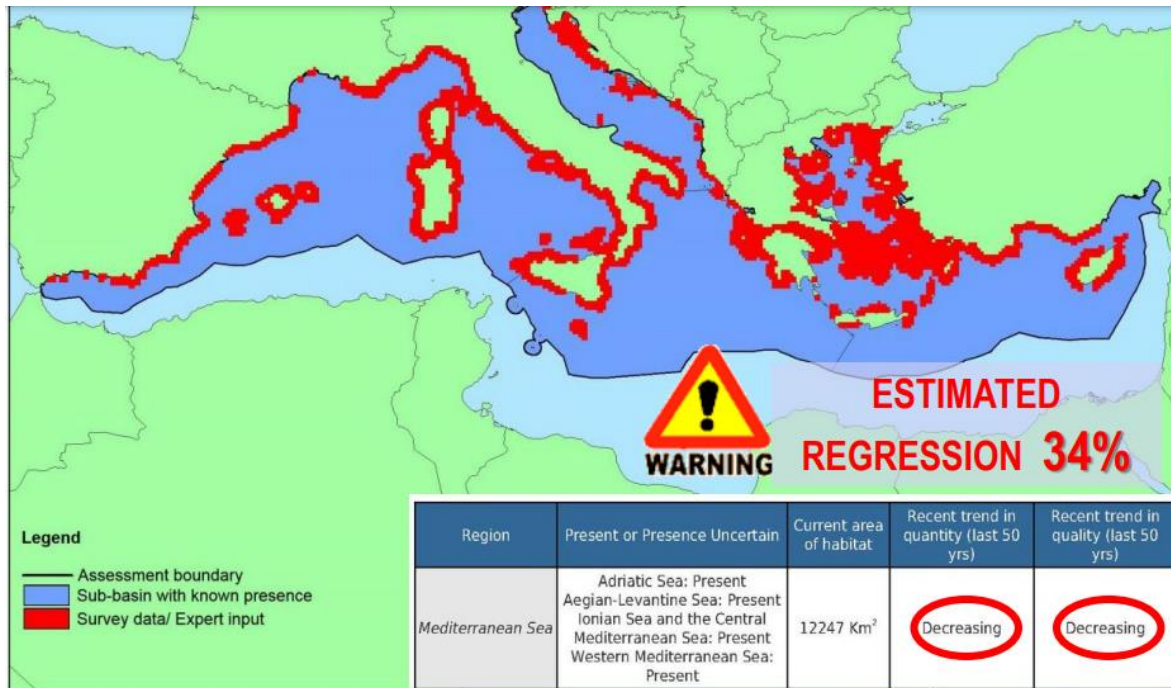 WARNING
ESTIMATED
REGRESSION 34%
Legend
Assessment boundary
Sub-basin with known presence
Survey data/ Expert input
Region
Present or Presence Uncertain
Current area
of habitat
Recent trend in
quantity (last 50
yrs)
Recent trend in
quality (last 50
yrs)
Mediterranean Sea
Adriatic Sea: Present
Aegian-Levantine Sea: Present
Ionian Sea and the Central
Mediterranean Sea: Present
Western Mediterranean Sea:
Present
12247 Km²
Decreasing
Decreasing